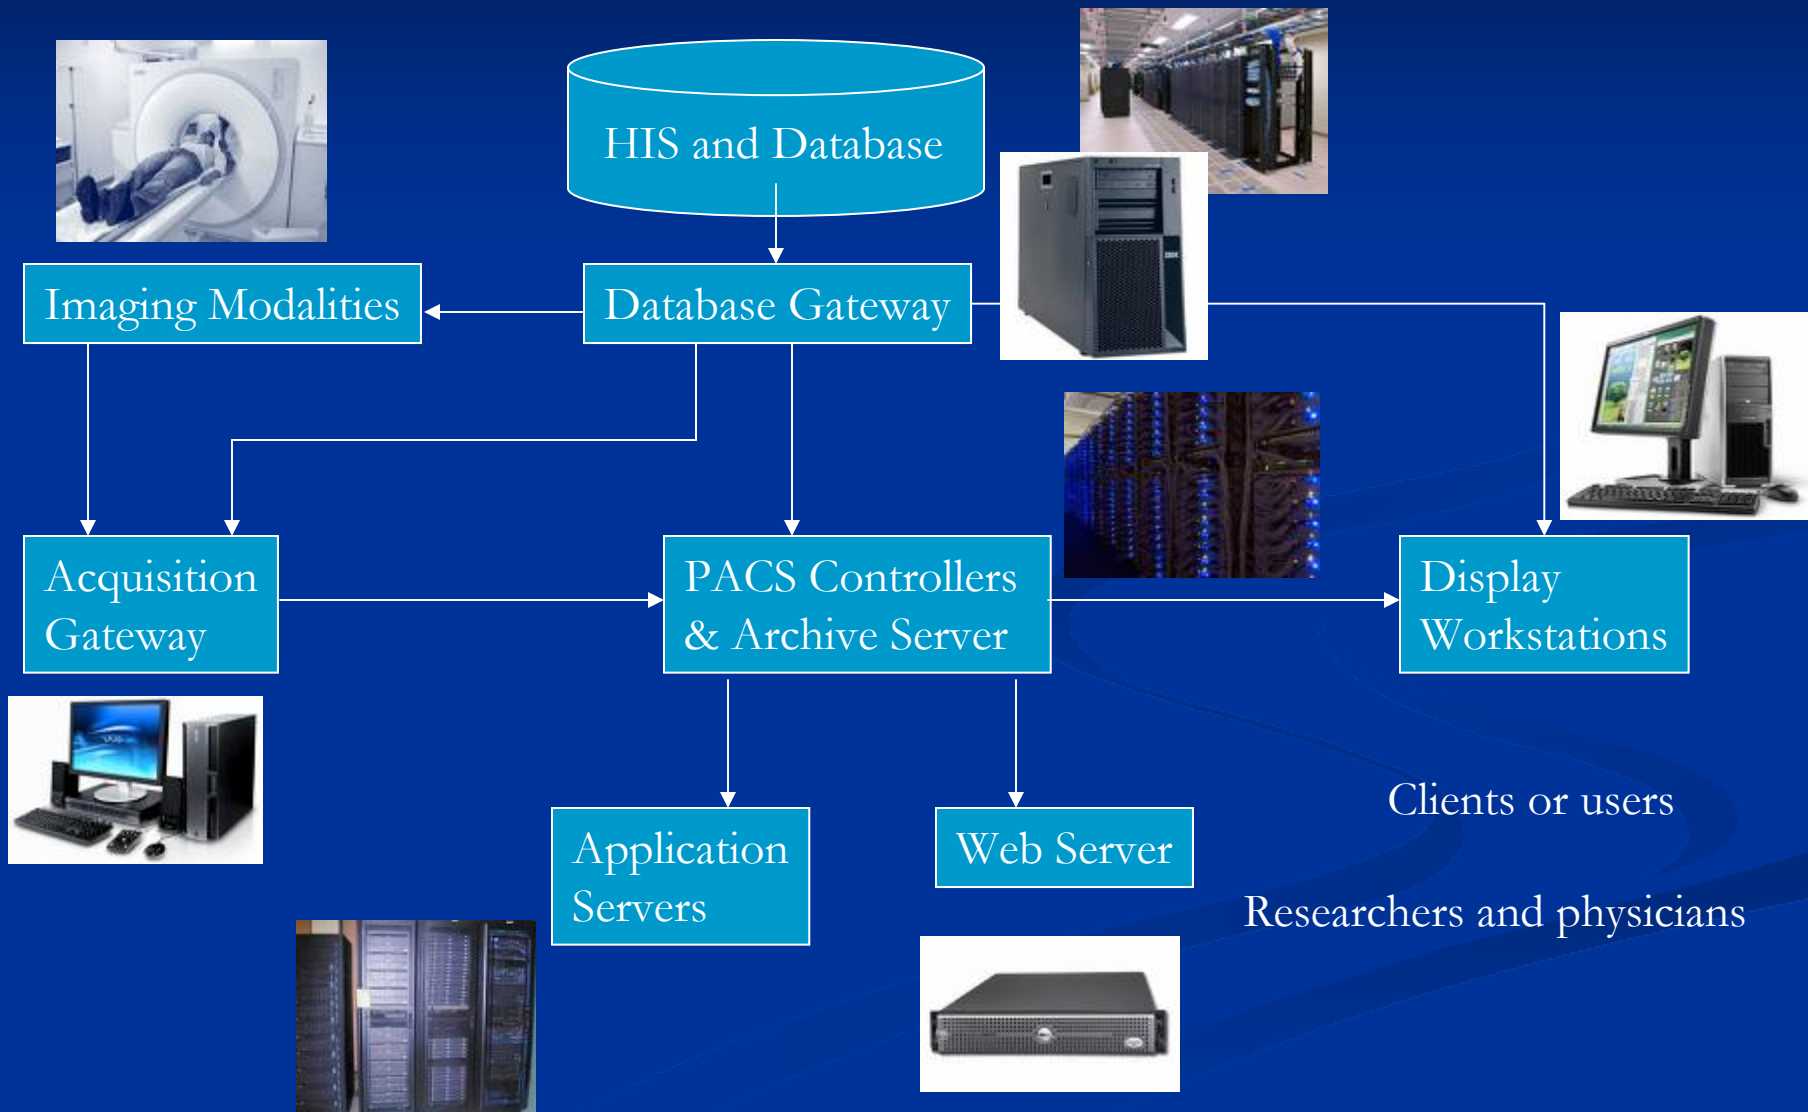 HIS and Database
Imaging Modalities
Database Gateway
Acquisition
Gateway
PACS Controllers
& Archive Server
Display
Workstations
Application
Servers
Web Server
Clients or users
Researchers and physicians